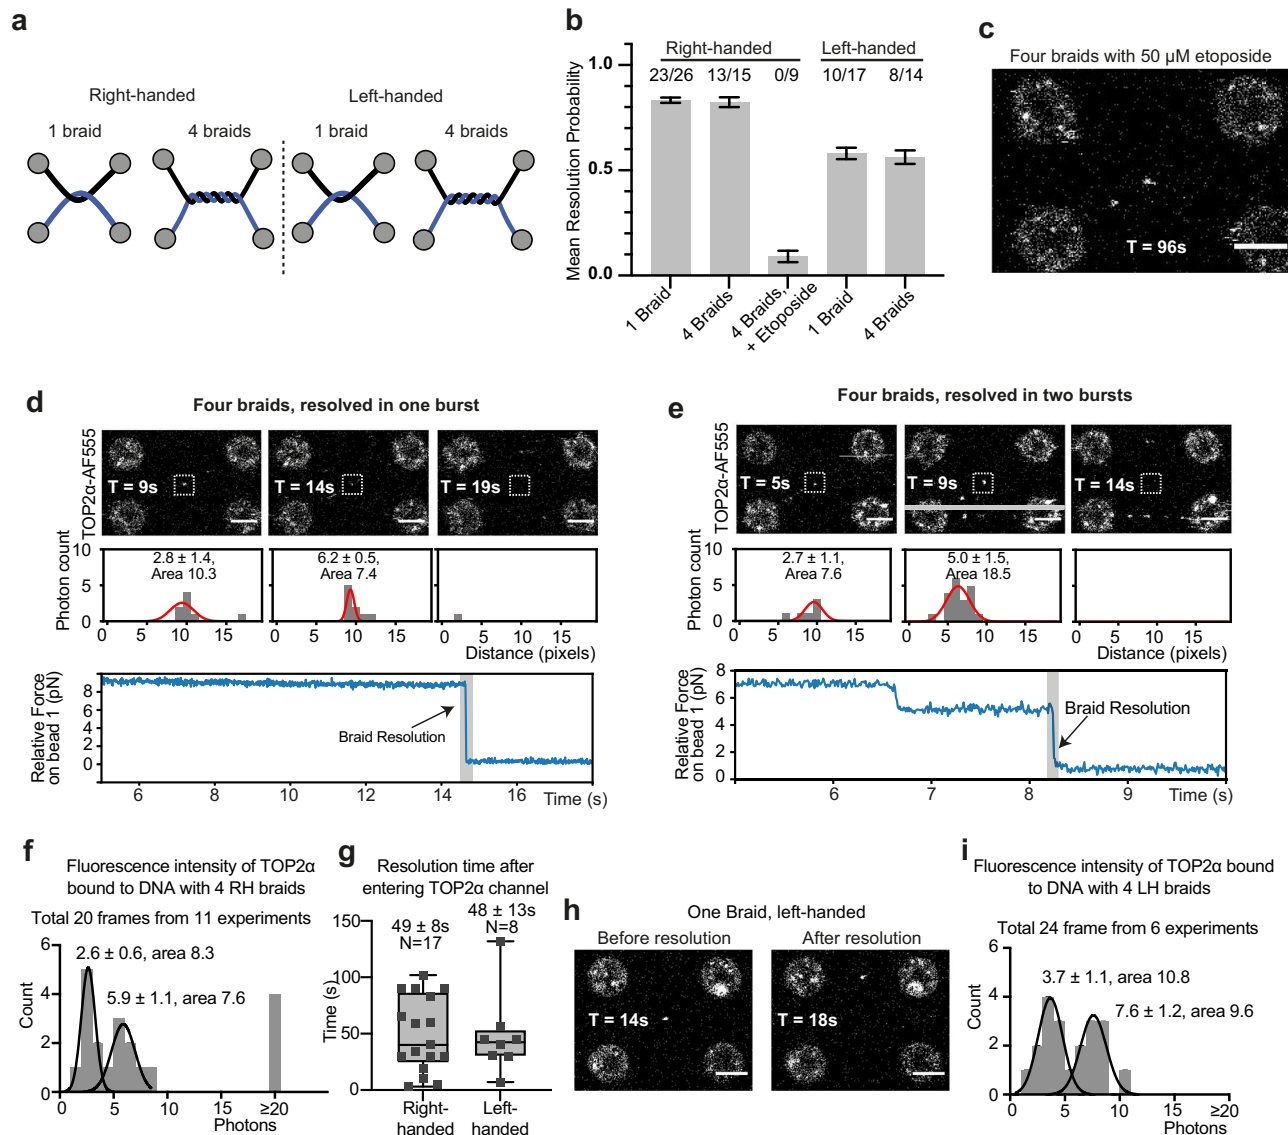 a
Right-handed
Left-handed
1 braid
4 braids
1 braid
4 braids
b
Right-handed
Left-handed
23/26
13/15
0/9
10/17
8/14
Mean Resolution Probability
1.0
0.5
0.0
1 Braid
4 Braids
4 Braids,
+ Etoposide
1 Braid
4 Braids
c
Four braids with 50 µM etoposide
T = 96s
d
Four braids, resolved in one burst
TOP2α-AF555
T = 9s
T = 14s
T = 19s
Photon count
10
5
0
2.8 ± 1.4,
Area 10.3
6.2 ± 0.5,
Area 7.4
0 5 10 15
0 5 10 15
0 5 10 15
Distance (pixels)
Relative Force
on bead 1 (pN)
8
6
4
2
0
Braid Resolution
6 8 10 12 14 16
Time (s)
e
Four braids, resolved in two bursts
TOP2α-AF555
T = 5s
T = 9s
T = 14s
Photon count
10
5
0
2.7 ± 1.1,
Area 7.6
5.0 ± 1.5,
Area 18.5
0 5 10 15
0 5 10 15
0 5 10 15
Distance (pixels)
Relative Force
on bead 1 (pN)
8
6
4
2
0
Braid Resolution
6 7 8 9
Time (s)
f
Fluorescence intensity of TOP2α
bound to DNA with 4 RH braids
Total 20 frames from 11 experiments
2.6 ± 0.6, area 8.3
5.9 ± 1.1, area 7.6
Count
6
4
2
0
0 5 10 15 ≥20
Photons
g
Resolution time after
entering TOP2α channel
49 ± 8s
N=17
48 ± 13s
N=8
Time (s)
150
100
50
0
Right-
handed
Left-
handed
h
One Braid, left-handed
Before resolution
After resolution
T = 14s
T = 18s
i
Fluorescence intensity of TOP2α bound
to DNA with 4 LH braids
Total 24 frame from 6 experiments
3.7 ± 1.1, area 10.8
7.6 ± 1.2, area 9.6
Count
6
4
2
0
0 5 10 15 ≥20
Photons